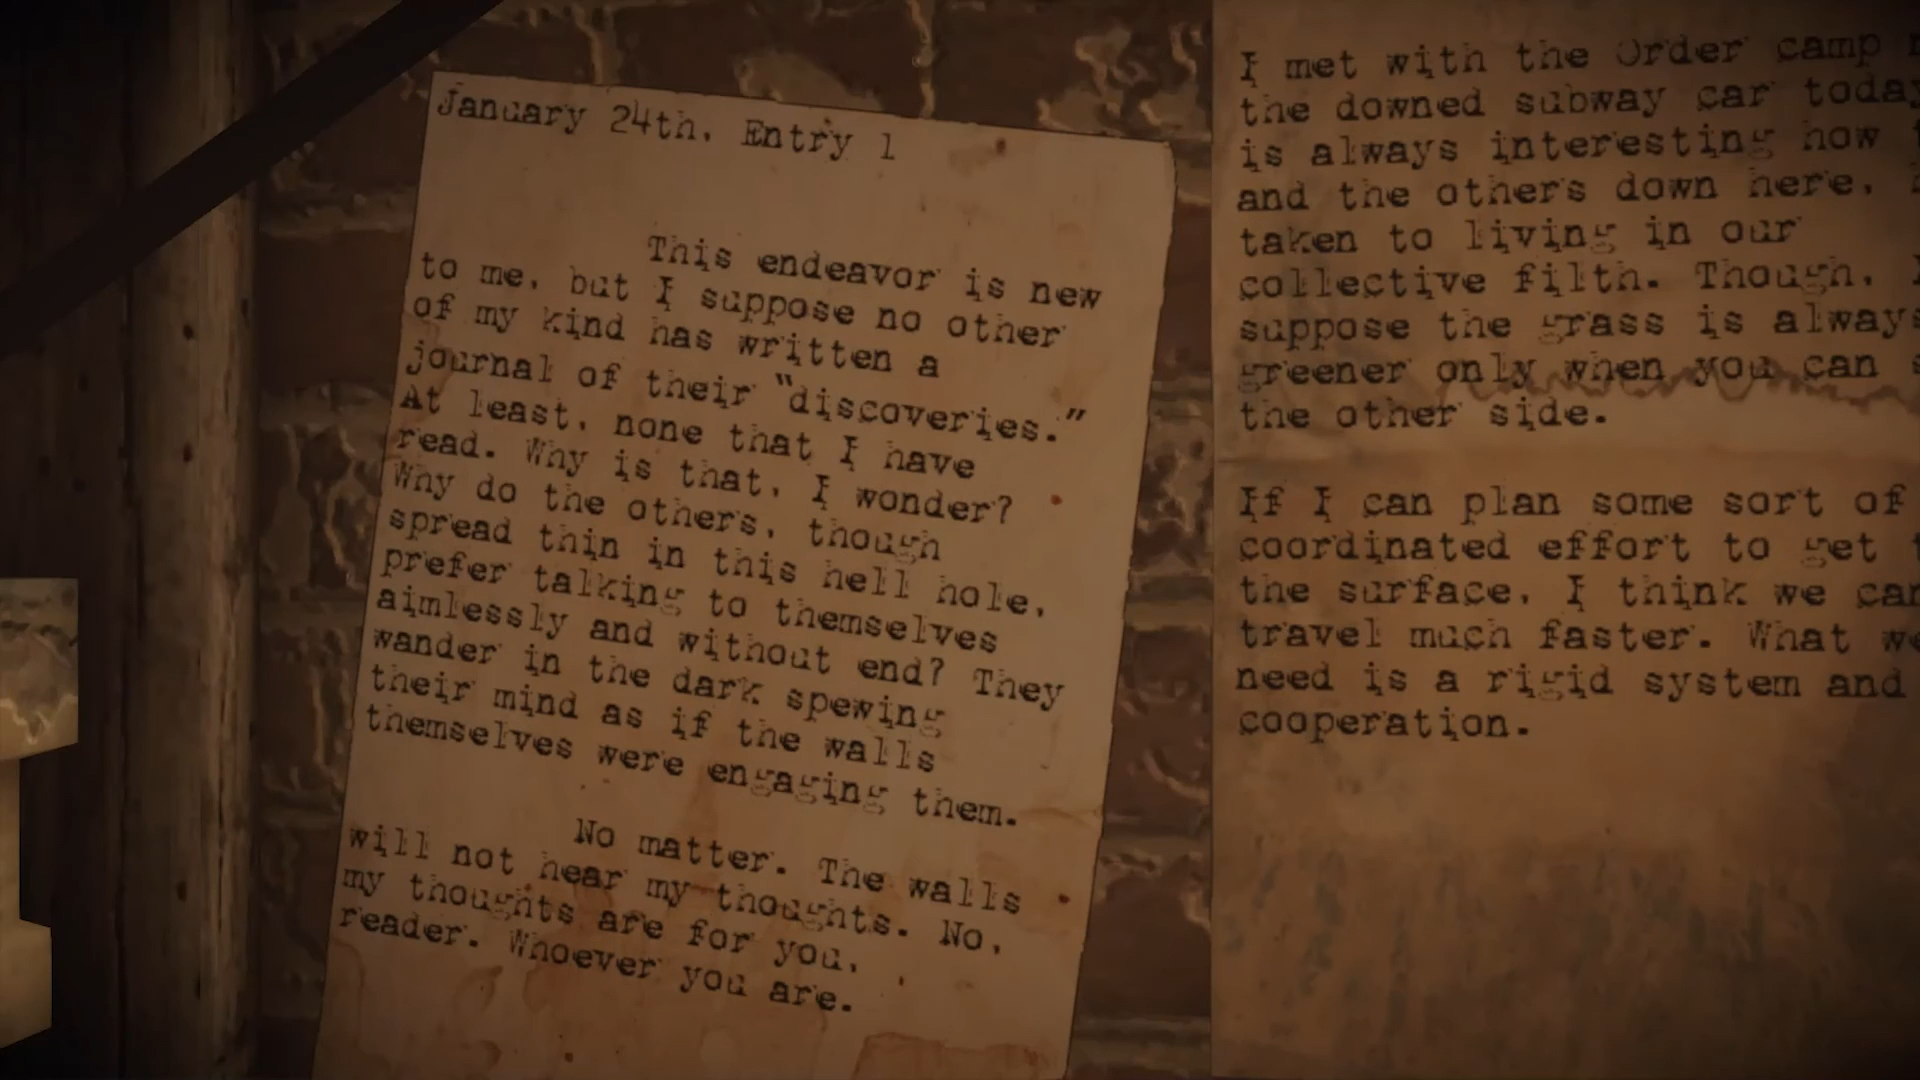 January 24th, Entry 1
This endeavor is new
to me, but I suppose no other
of my kind has written a
journal of their "discoveries."
At least, none that I have
read. Why is that, I wonder?
Why do the others, though
spread thin in this hell hole,
prefer talking to themselves
aimlessly and without end? They
wander in the dark spewing
their mind as if the walls
themselves were engaging them.
No matter. The walls
will not hear my thoughts. No,
my thoughts are for you,
reader. Whoever you are.
I met with the Order camp
the downed subway car today
is always interesting how
and the others down here,
taken to living in our
collective filth. Though, I
suppose the grass is always
greener only when you can
the other side.
If I can plan some sort of
coordinated effort to get
the surface, I think we can
travel much faster. What we
need is a rigid system and
cooperation.